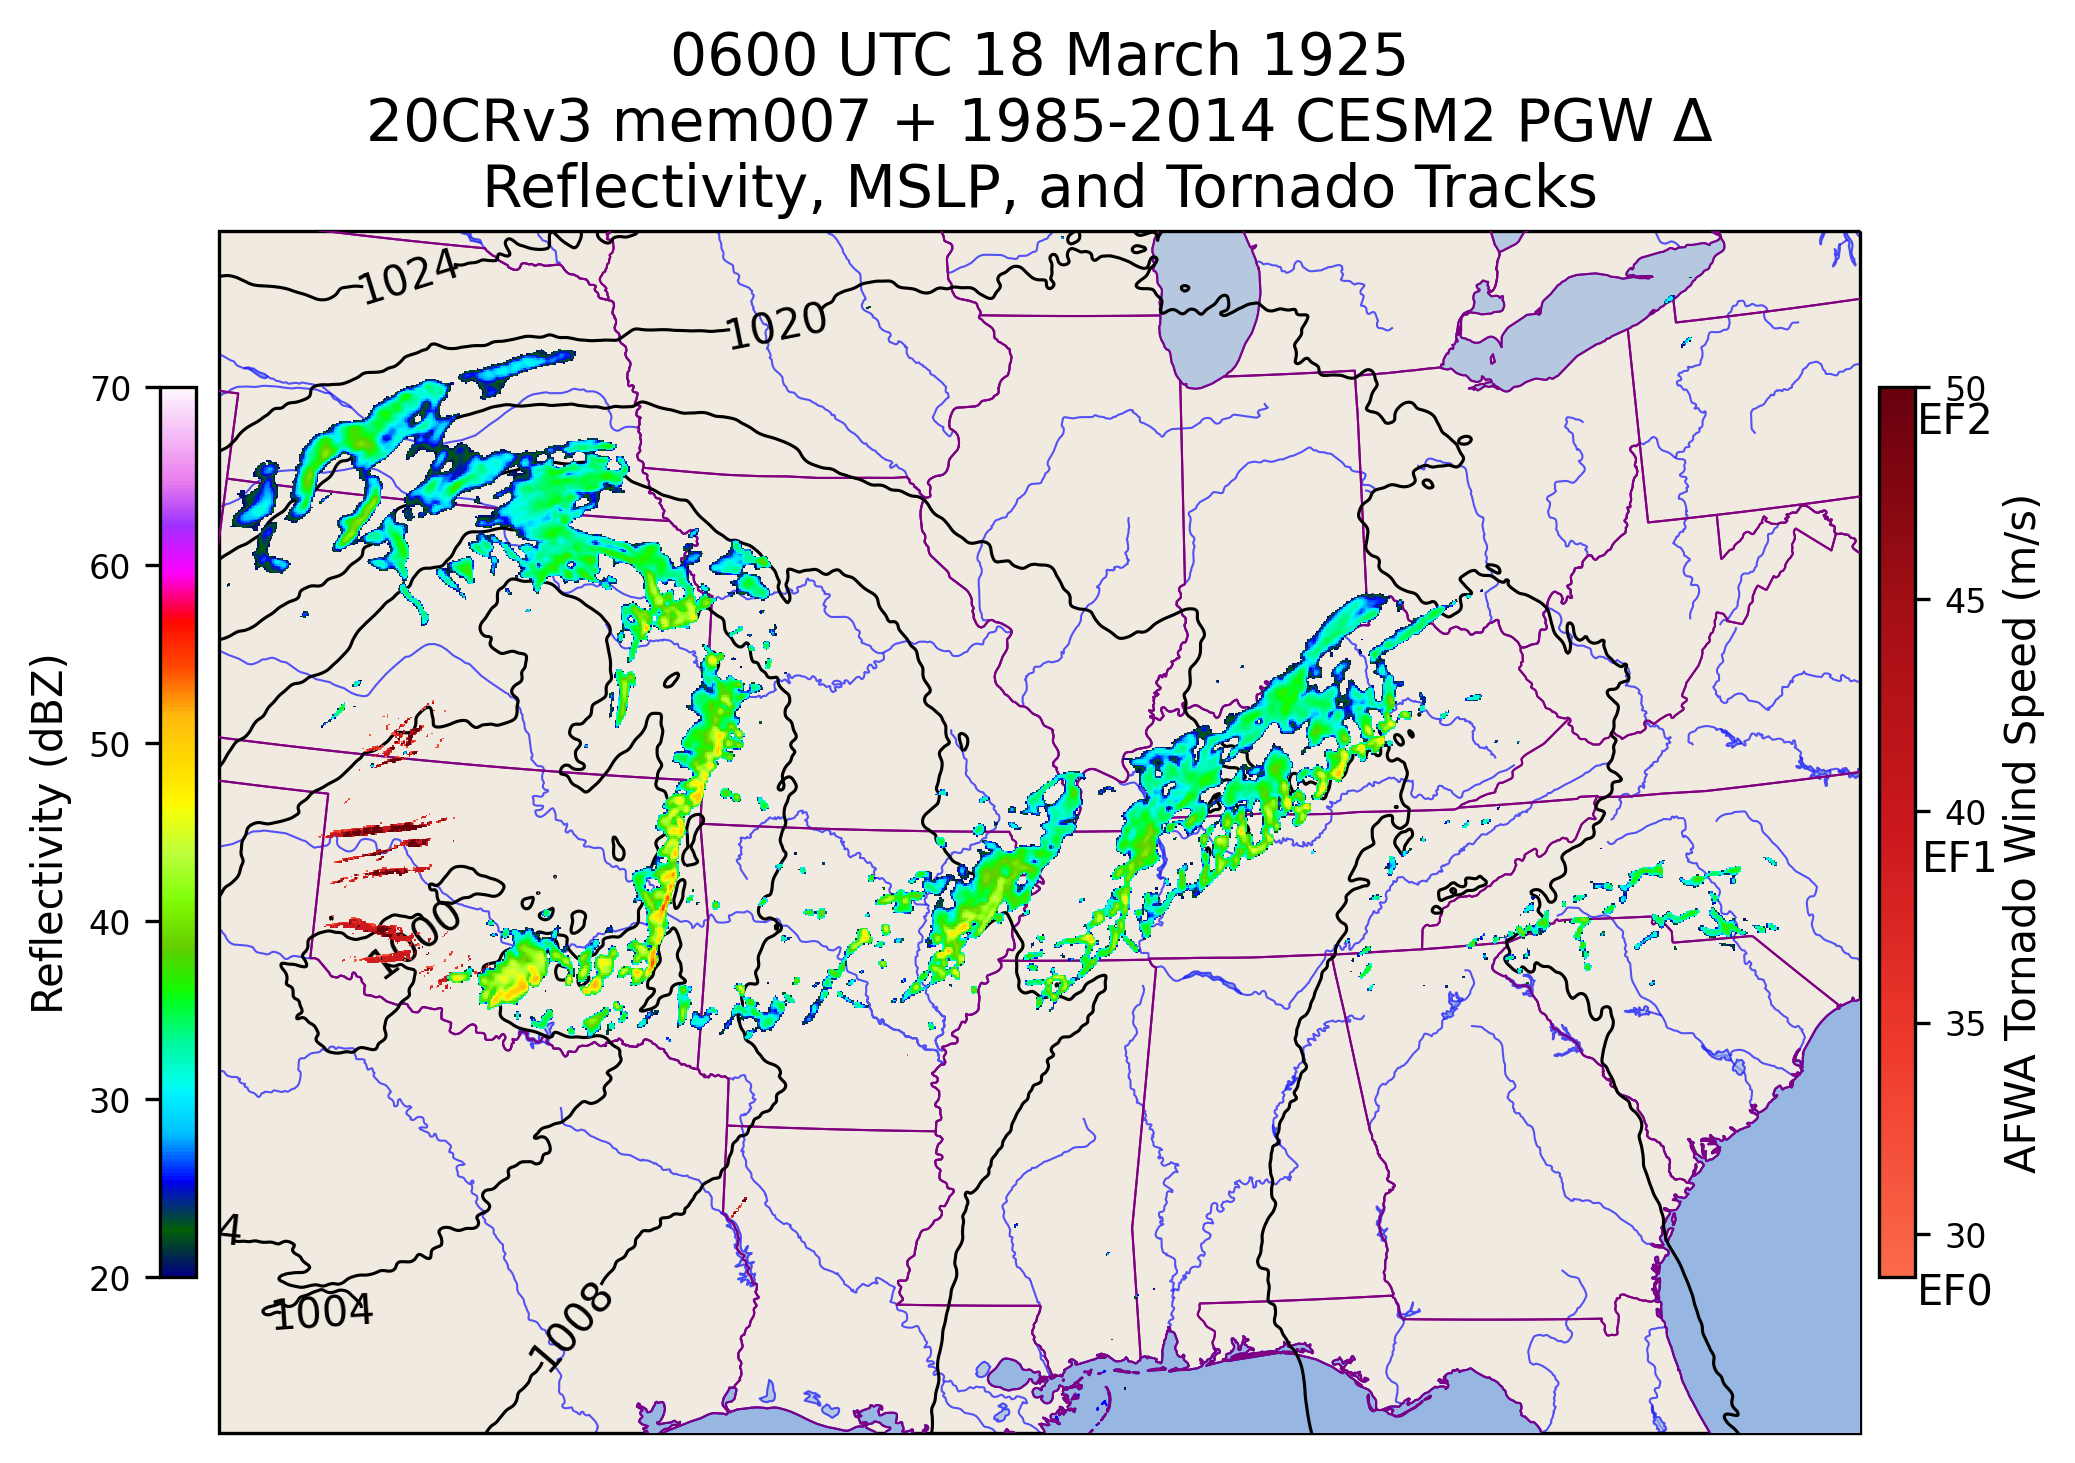 0600 UTC 18 March 1925
20CRv3 mem007 + 1985-2014 CESM2 PGW Δ
Reflectivity, MSLP, and Tornado Tracks
1024
1020
1000
4
1004
1008
70
60
50
40
30
20
Reflectivity (dBZ)
50
EF2
45
40
EF1
35
30
EF0
AFWA Tornado Wind Speed (m/s)